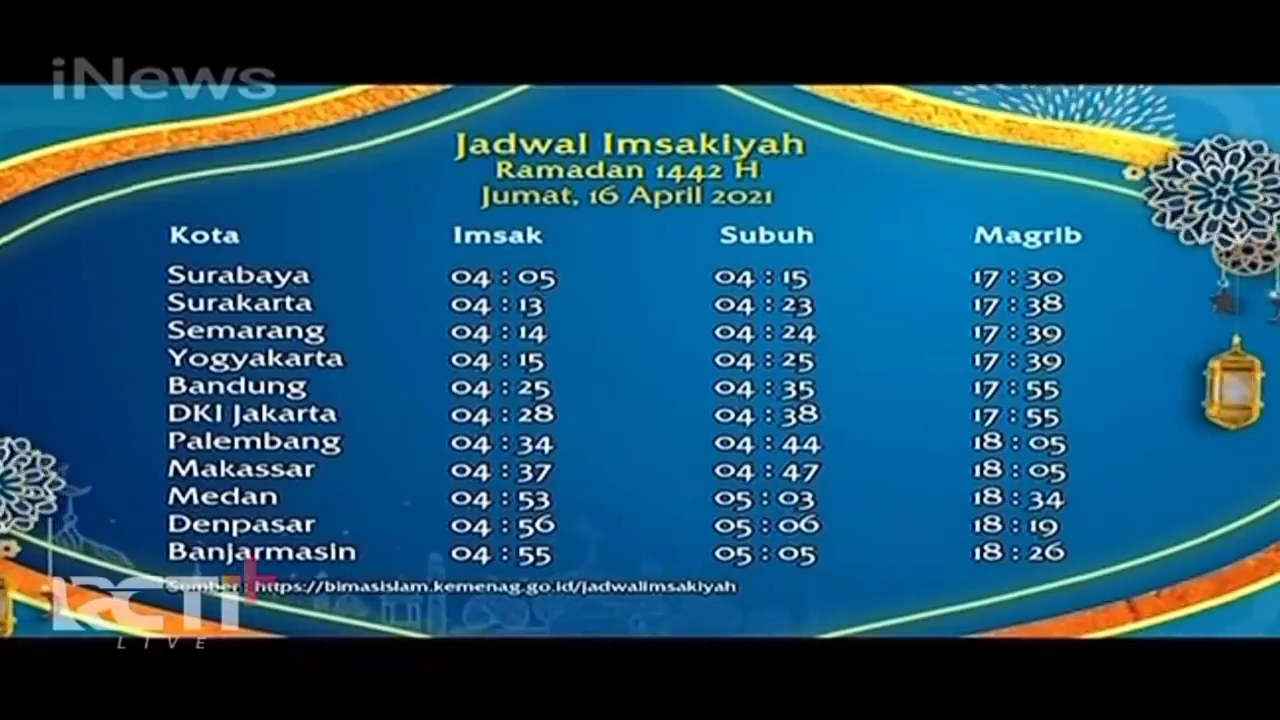 iNews
Jadwal Imsakiyah
Ramadan 1442 H
Jumat, 16 April 2021
Kota Imsak Subuh Magrib
Surabaya 04 : 05 04 : 15 17 : 30
Surakarta 04 : 13 04 : 23 17 : 38
Semarang 04 : 14 04 : 24 17 : 39
Yogyakarta 04 : 15 04 : 25 17 : 39
Bandung 04 : 25 04 : 35 17 : 55
DKI Jakarta 04 : 28 04 : 38 17 : 55
Palembang 04 : 34 04 : 44 18 : 05
Makassar 04 : 37 04 : 47 18 : 05
Medan 04 : 53 05 : 03 18 : 34
Denpasar 04 : 56 05 : 06 18 : 19
Banjarmasin 04 : 55 05 : 05 18 : 26
Sumber : https://bimasislam.kemenag.go.id/jadwalimsakiyah
RCTI+
LIVE